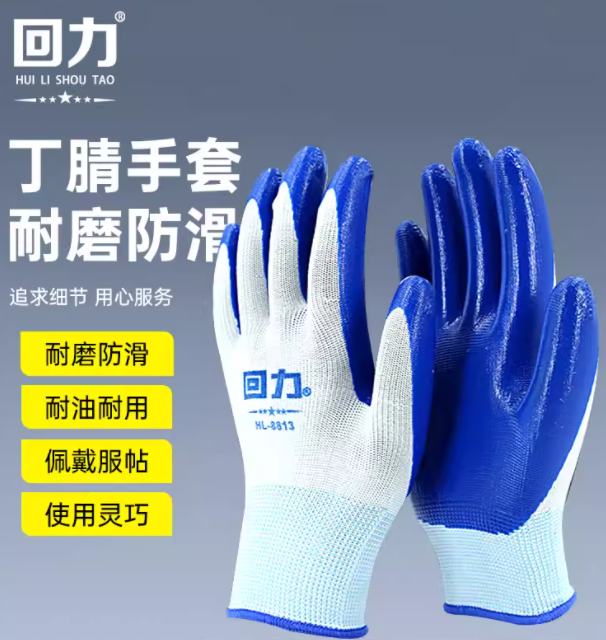 回力®
HUI LI SHOU TAO
丁腈手套
耐磨防滑
追求细节 用心服务
耐磨防滑
耐油耐用
佩戴服帖
使用灵巧
回力®
HL-8813